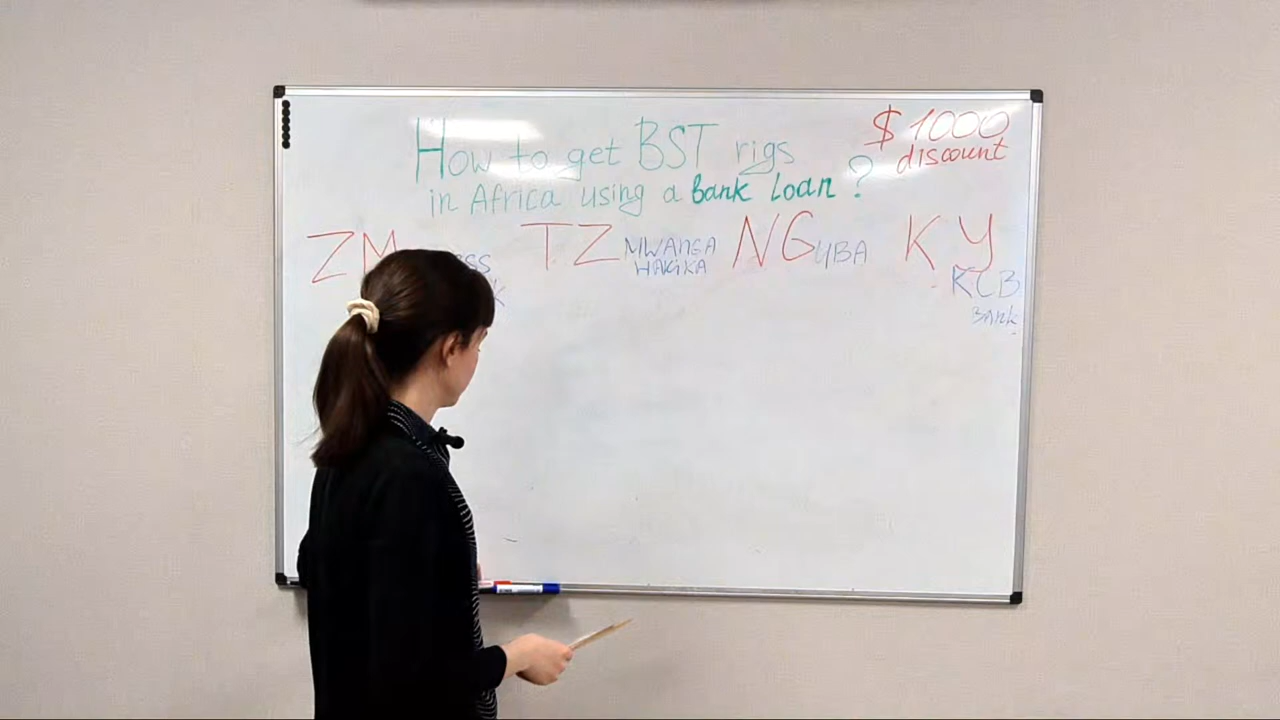 How to get BST rigs
in Africa using a bank loan?
$1000
discount
ZM
TZ MWANGA
HAKIKA
NG UBA
KY
KCB
BANK